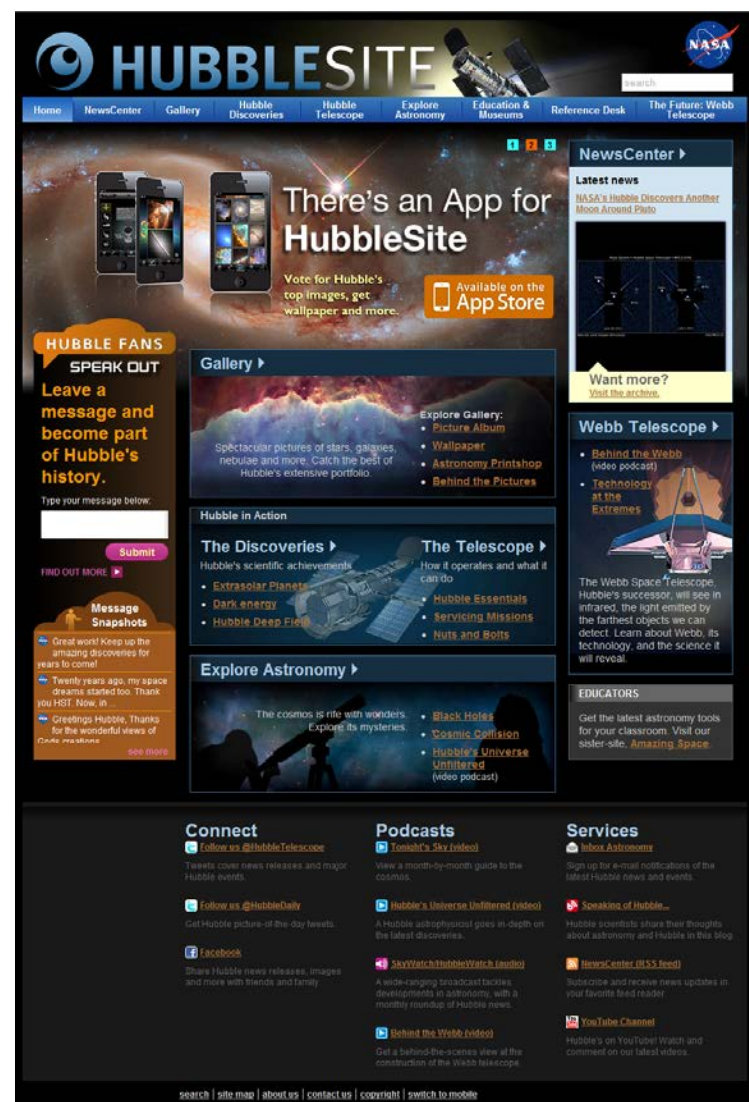 HUBBLESITE
NASA
search
Home
NewsCenter
Gallery
Hubble
Discoveries
Hubble
Telescope
Explore
Astronomy
Education &
Museums
Reference Desk
The Future: Webb
Telescope
1 2 3
There's an App for
HubbleSite
Vote for Hubble's
top images, get
wallpaper and more.
Available on the
App Store
HUBBLE FANS
SPEAK OUT
Leave a
message and
become part
of Hubble's
history.
Type your message below:
Submit
FIND OUT MORE
Message
Snapshots
Great work! Keep up the
amazing discoveries for
years to come!
Twenty years ago, my space
dreams started too. Thank
you HST. Now, in ...
Greetings Hubble, Thanks
for the wonderful views of
Gods creations
see more
Gallery
Spectacular pictures of stars, galaxies,
nebulae and more. Catch the best of
Hubble's extensive portfolio.
Explore Gallery:
Picture Album
Wallpaper
Astronomy Printshop
Behind the Pictures
Hubble in Action
The Discoveries
Hubble's scientific achievements
Extrasolar Planets
Dark energy
Hubble Deep Field
The Telescope
How it operates and what it
can do
Hubble Essentials
Servicing Missions
Nuts and Bolts
Explore Astronomy
The cosmos is rife with wonders.
Explore its mysteries.
Black Holes
Cosmic Collision
Hubble's Universe
Unfiltered
(video podcast)
NewsCenter
Latest news
NASA's Hubble Discovers Another
Moon Around Pluto
Want more?
Visit the archive.
Webb Telescope
Behind the Webb
(video podcast)
Technology
at the
Extremes
The Webb Space Telescope,
Hubble's successor, will see in
infrared, the light emitted by
the farthest objects we can
detect. Learn about Webb, its
technology, and the science it
will reveal.
EDUCATORS
Get the latest astronomy tools
for your classroom. Visit our
sister-site, Amazing Space.
Connect
Follow us @HubbleTelescope
Tweets cover news releases and major
Hubble events.
Follow us @HubbleDaily
Get Hubble picture-of-the-day tweets.
Facebook
Share Hubble news releases, images
and more with friends and family.
Podcasts
Tonight's Sky (video)
View a month-by-month guide to the
cosmos.
Hubble's Universe Unfiltered (video)
A Hubble astrophysicist goes in-depth on
the latest discoveries.
SkyWatch/HubbleWatch (audio)
A wide-ranging broadcast tackles
developments in astronomy, with a
monthly roundup of Hubble news.
Behind the Webb (video)
Get a behind-the-scenes view at the
construction of the Webb telescope.
Services
Inbox Astronomy
Sign up for e-mail notifications of the
latest Hubble news and events.
Speaking of Hubble...
Hubble scientists share their thoughts
about astronomy and Hubble in this blog.
NewsCenter (RSS feed)
Subscribe and receive news updates in
your favorite feed reader.
YouTube Channel
Hubble's on YouTube! Watch and
comment on our latest videos.
search | site map | about us | contact us | copyright | switch to mobile